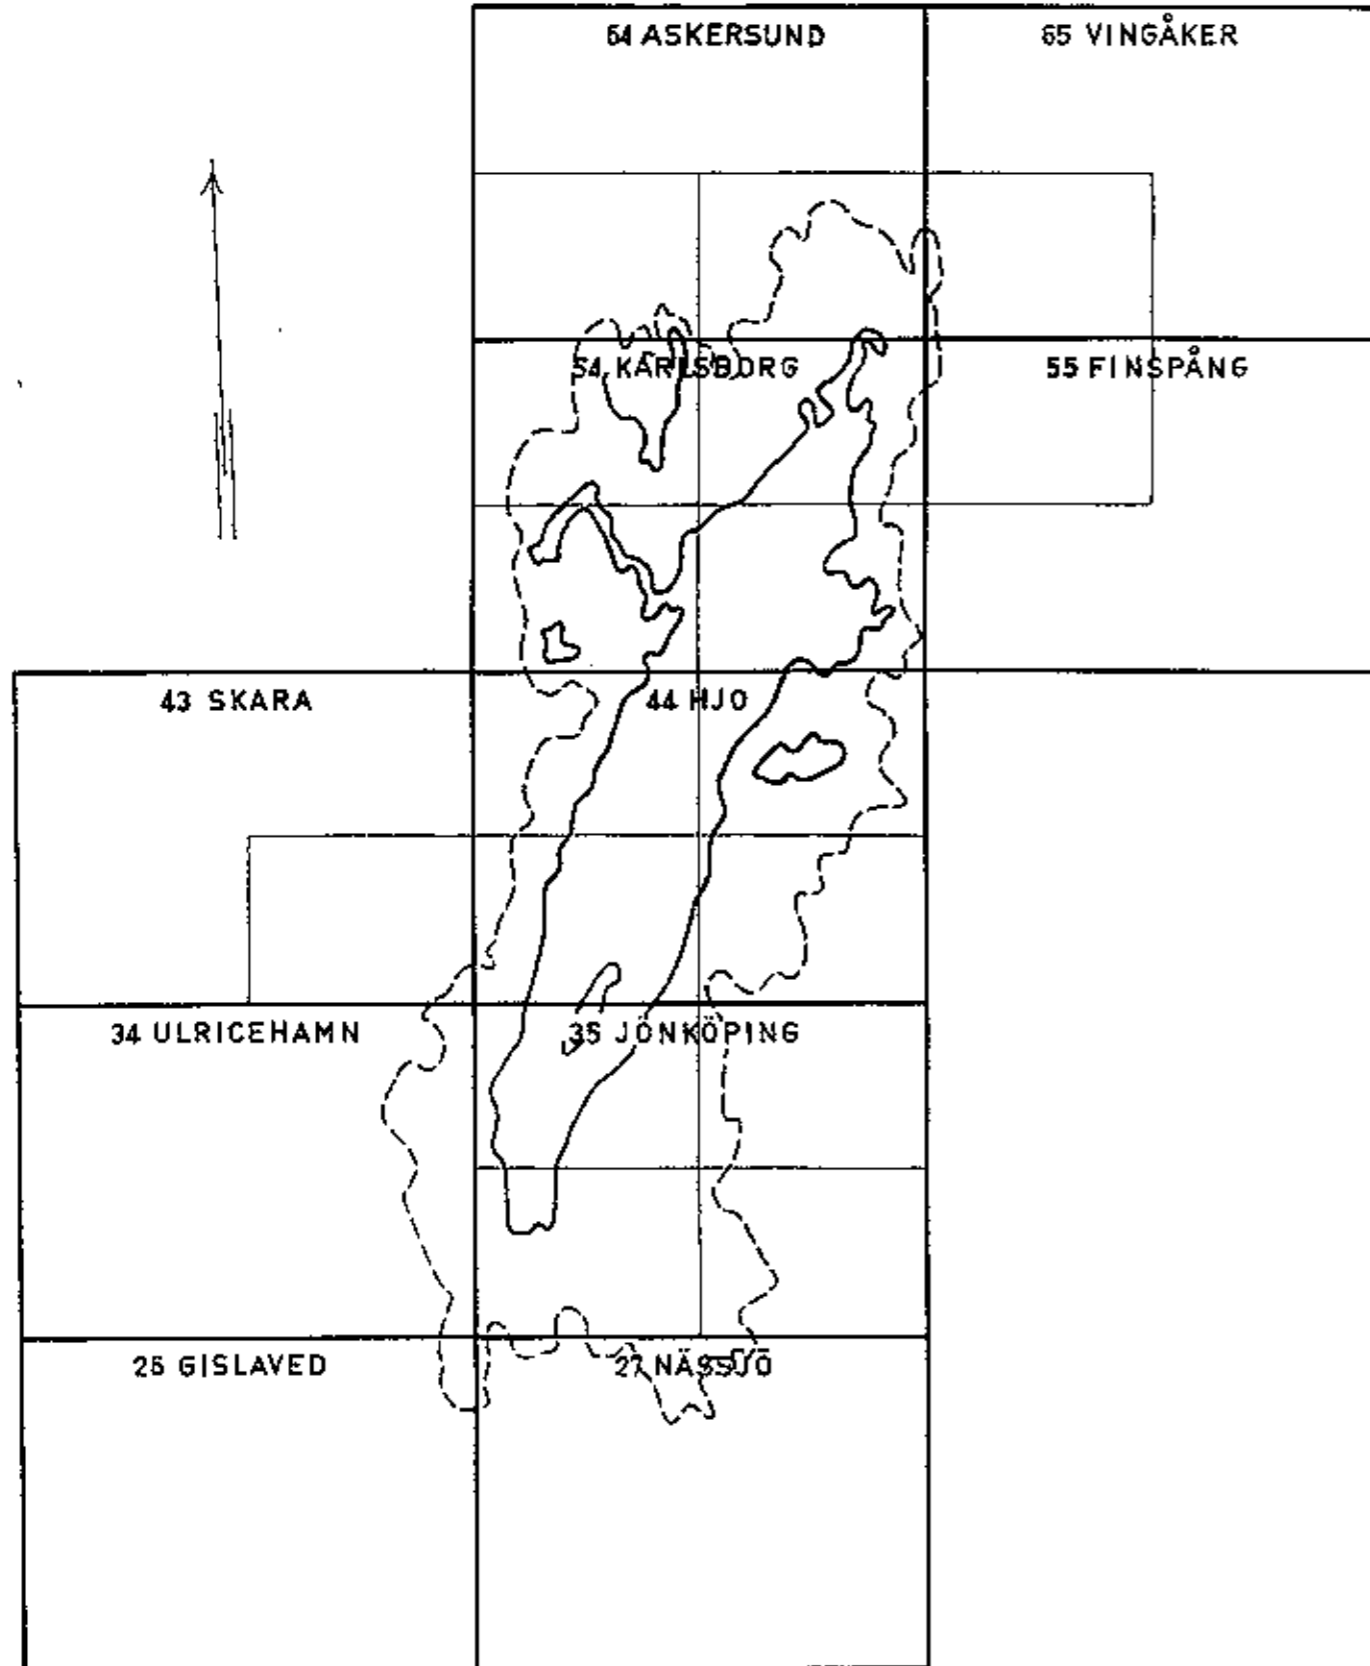 64 ASKERSUND
65 VINGÅKER
54 KARLSBORG
55 FINSPÅNG
43 SKARA
44 HJO
34 ULRICEHAMN
35 JÖNKÖPING
26 GISLAVED
27 NÄSSJÖ